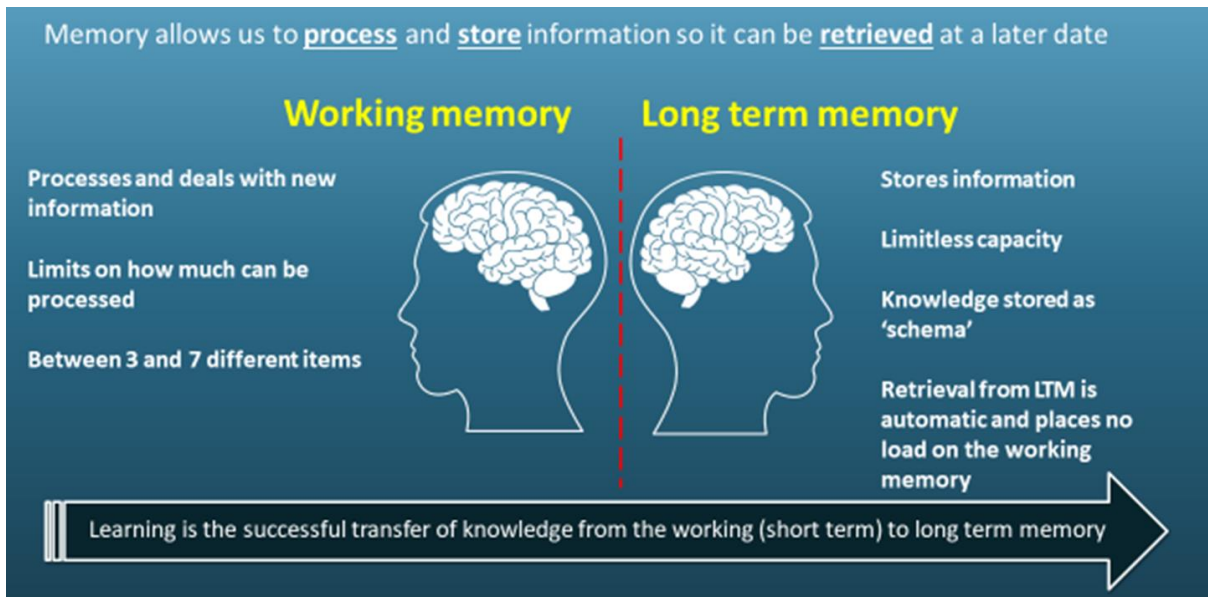 Memory allows us to process and store information so it can be retrieved at a later date
Working memory
Long term memory
Processes and deals with new
information
Limits on how much can be
processed
Between 3 and 7 different items
Stores information
Limitless capacity
Knowledge stored as
‘schema’
Retrieval from LTM is
automatic and places no
load on the working
memory
Learning is the successful transfer of knowledge from the working (short term) to long term memory